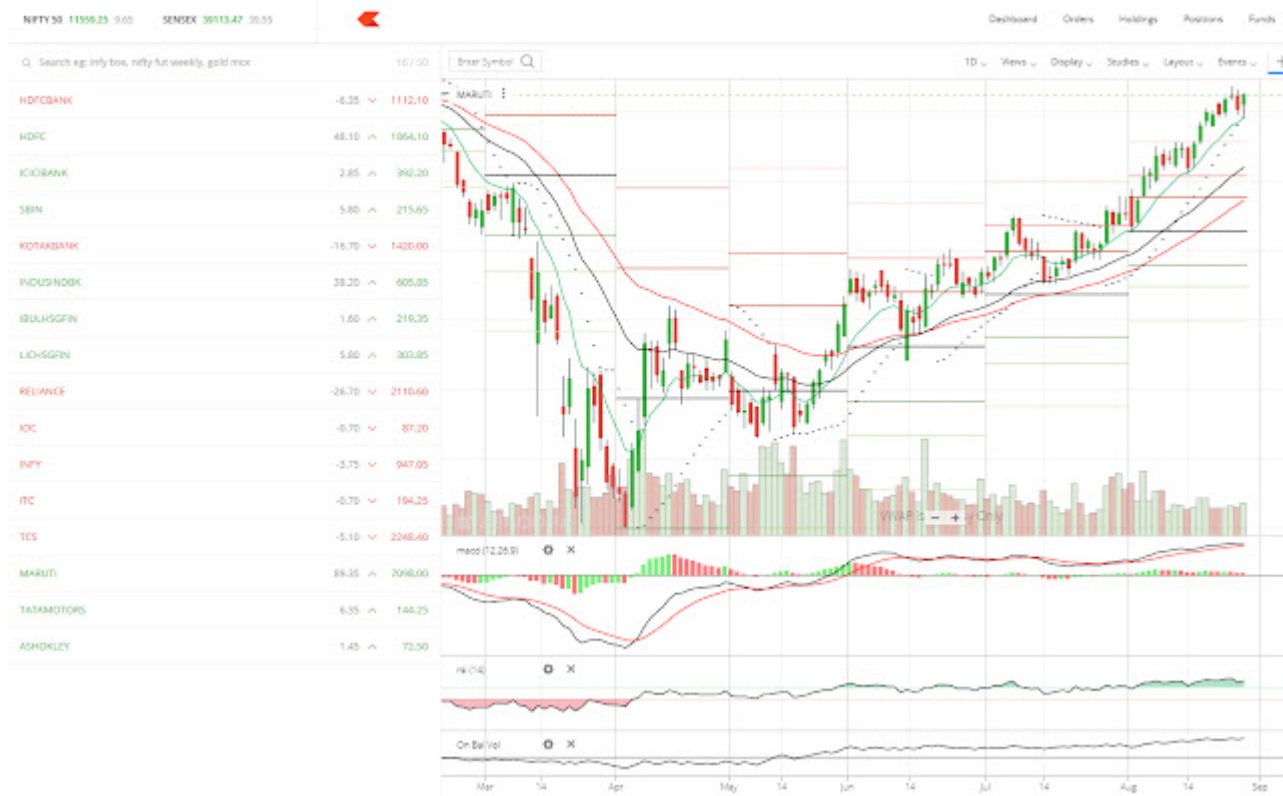 NIFTY 50 11559.25 9.65 SENSEX 39113.47 39.55
Dashboard Orders Holdings Positions Funds
Search eg: infy bse, nifty fut weekly, gold mcx 16 / 50
Enter Symbol 1D Views Display Studies Layout Events
MARUTI
HDFCBANK -6.35 1112.10
HDFC 48.10 1864.10
ICICIBANK 2.85 392.20
SBIN 5.80 215.65
KOTAKBANK -16.70 1420.00
INDUSINDBK 38.20 605.85
IBULHSGFIN 1.60 219.35
LICHSGFIN 5.80 303.85
RELIANCE -26.70 2110.60
IOC -0.70 87.20
INFY -3.75 947.05
ITC -0.70 194.25
TCS -5.10 2248.40
MARUTI 89.35 7098.00
TATAMOTORS 6.35 144.25
ASHOKLEY 1.45 72.50
VWAP is y Only
macd (12,26,9)
rsi (14)
On Bal Vol
Mar 14 Apr May 14 Jun 14 Jul 14 Aug 14 Sep